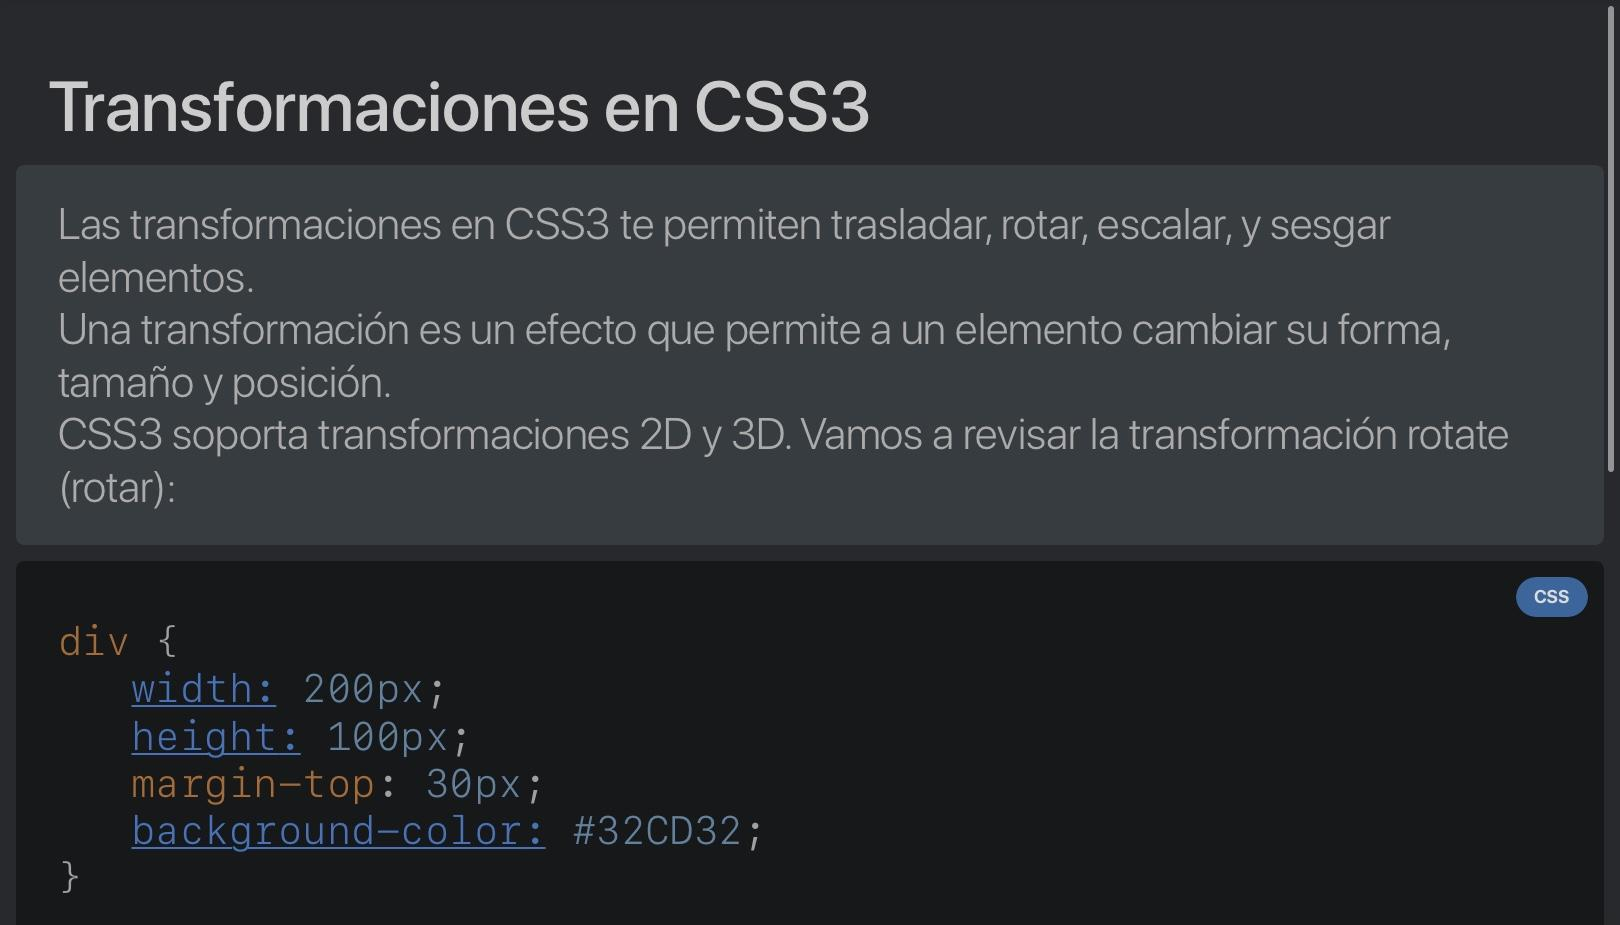 Transformaciones en CSS3
Las transformaciones en CSS3 te permiten trasladar, rotar, escalar, y sesgar
elementos.
Una transformación es un efecto que permite a un elemento cambiar su forma,
tamaño y posición.
CSS3 soporta transformaciones 2D y 3D. Vamos a revisar la transformación rotate
(rotar):
CSS
div {
    width: 200px;
    height: 100px;
    margin-top: 30px;
    background-color: #32CD32;
}